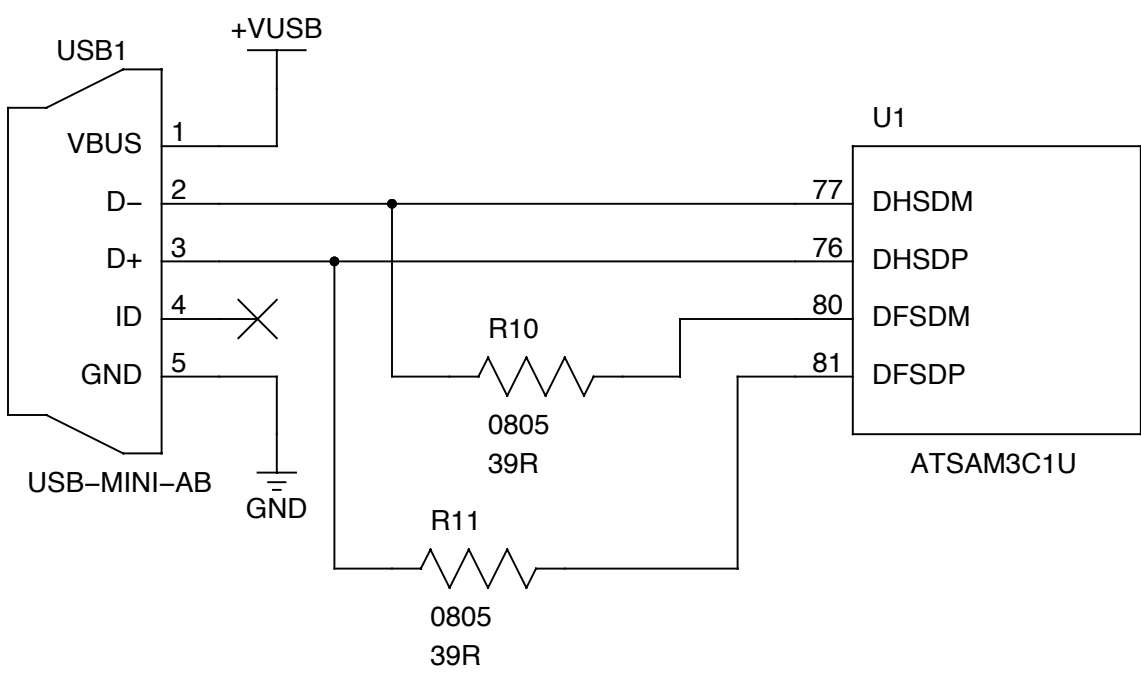 +VUSB
USB1
U1
VBUS 1
D− 2 77 DHSDM
D+ 3 76 DHSDP
ID 4 80 DFSDM
R10
GND 5 81 DFSDP
0805
39R
ATSAM3C1U
USB−MINI−AB
GND
R11
0805
39R